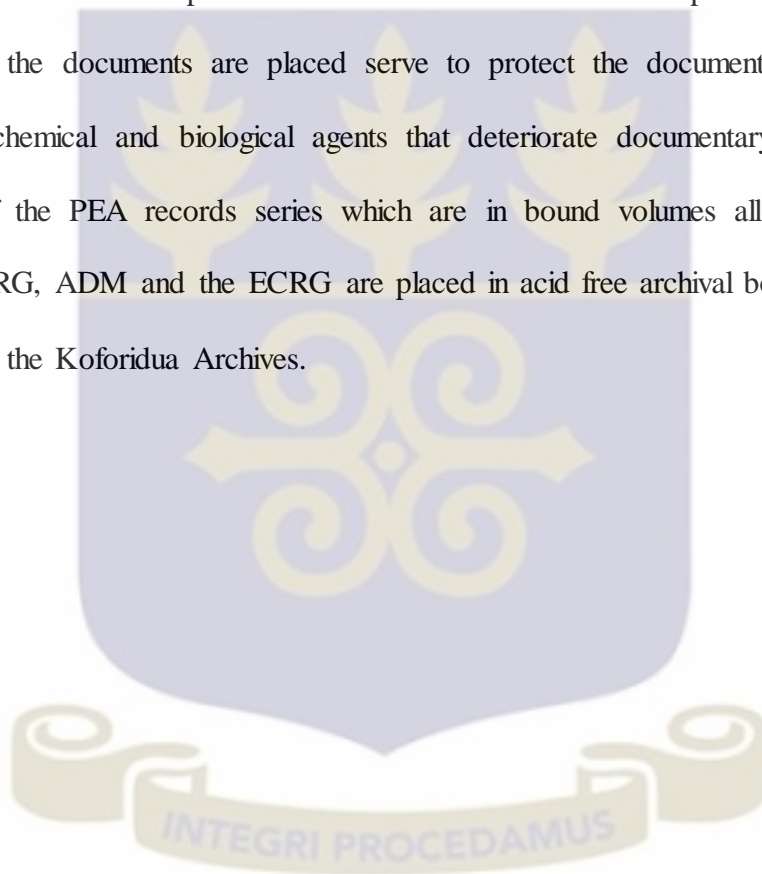 the documents are placed serve to protect the document
chemical and biological agents that deteriorate documentary
the PEA records series which are in bound volumes all
RG, ADM and the ECRG are placed in acid free archival
the Koforidua Archives.
INTEGRI PROCEDAMUS